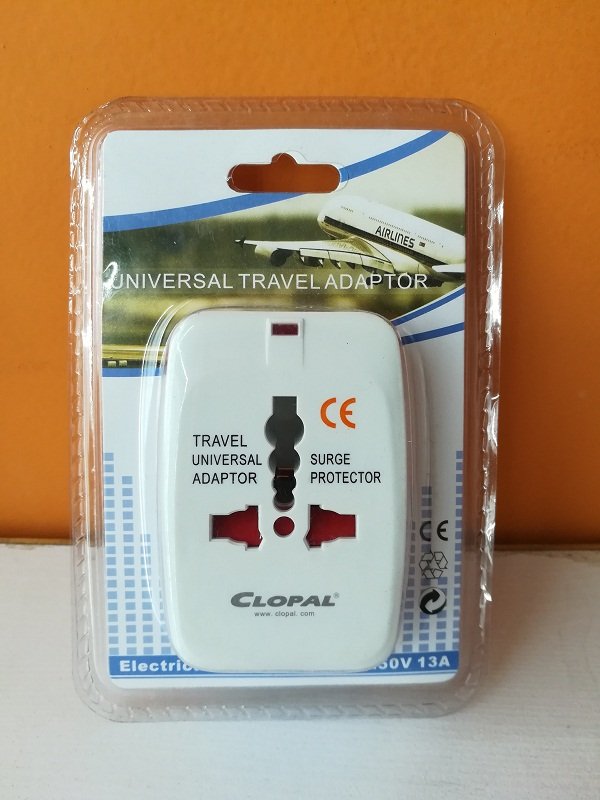 AIRLINES
UNIVERSAL TRAVEL ADAPTOR
CE
TRAVEL
UNIVERSAL
ADAPTOR
SURGE
PROTECTOR
CLOPAL®
www.clopal.com
CE
50V 13A